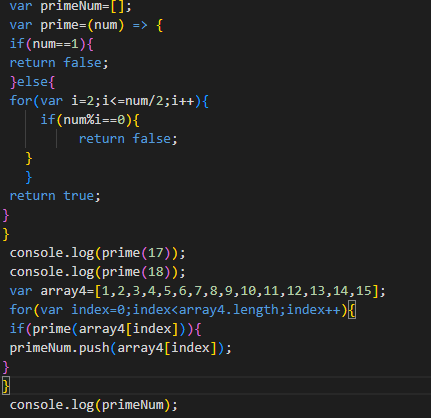 var primeNum=[];
var prime=(num) => {
if(num==1){
return false;
}else{
for(var i=2;i<=num/2;i++){
if(num%i==0){
return false;
}
}
return true;
}
}
console.log(prime(17));
console.log(prime(18));
var array4=[1,2,3,4,5,6,7,8,9,10,11,12,13,14,15];
for(var index=0;index<array4.length;index++){
if(prime(array4[index])){
primeNum.push(array4[index]);
}
}
console.log(primeNum);